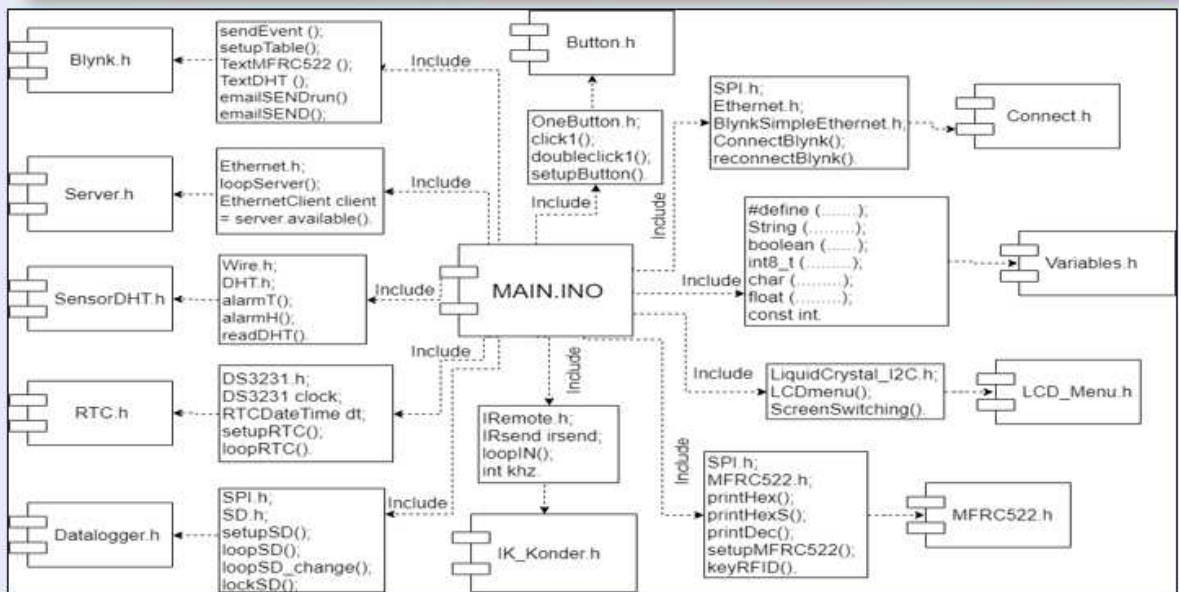 Blynk.h
sendEvent ();
setupTable();
TextMFRC522 ();
TextDHT ();
emailSENDrun()
emailSEND();
Include
Button.h
OneButton.h;
click1();
doubleclick1();
setupButton().
Include
SPI.h;
Ethernet.h;
BlynkSimpleEthernet.h;
ConnectBlynk();
reconnectBlynk().
Include
Connect.h
Server.h
Ethernet.h;
loopServer();
EthernetClient client
= server.available().
Include
#define (.......);
String (.........);
boolean (......);
int8_t (.........);
char (.........);
float (.........);
const int.
Include
Variables.h
MAIN.INO
SensorDHT.h
Wire.h;
DHT.h;
alarmT();
alarmH();
readDHT().
Include
LiquidCrystal_I2C.h;
LCDmenu();
ScreenSwitching().
Include
LCD_Menu.h
RTC.h
DS3231.h;
DS3231 clock;
RTCDateTime dt;
setupRTC();
loopRTC().
Include
IRemote.h;
IRsend irsend;
loopIN();
int khz.
Include
IK_Konder.h
SPI.h;
MFRC522.h;
printHex();
printHexS();
printDec();
setupMFRC522();
keyRFID().
Include
MFRC522.h
Datalogger.h
SPI.h;
SD.h;
setupSD();
loopSD();
loopSD_change();
lockSD();
Include